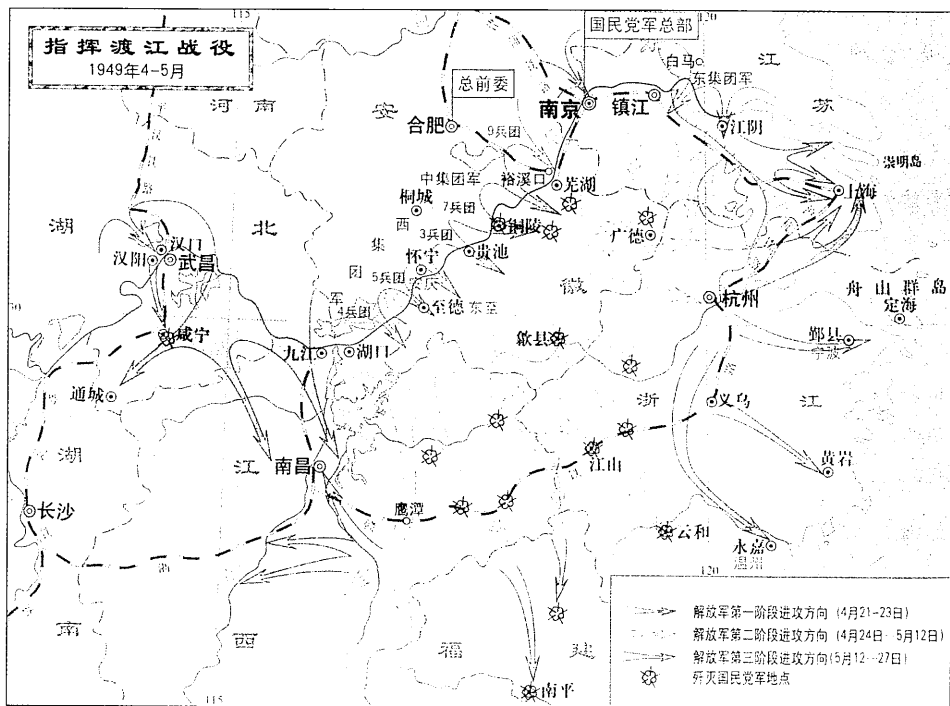 指挥渡江战役
1949年4-5月
115
120
国民党军总部
白马
东集团军
江
苏
河南
安
总前委
合肥
南京
镇江
江阴
崇明岛
9兵团
裕溪口
芜湖
上海
中集团军
桐城
7兵团
西
铜陵
湖
北
汉口
汉阳
武昌
3兵团
集
贵池
广德
怀宁
安庆
团
5兵团
徽
杭州
舟山群岛
定海
30
至德
东至
军
4兵团
咸宁
九江
湖口
歙县
鄞县
宁波
通城
浙
义乌
江
湖
江
南昌
江山
黄岩
长沙
鹰潭
云和
永嘉
温州
120
南
西
福
建
115
南平
解放军第一阶段进攻方向 (4月21-23日)
解放军第二阶段进攻方向 (4月24日-5月12日)
解放军第三阶段进攻方向(5月12-27日)
歼灭国民党军地点